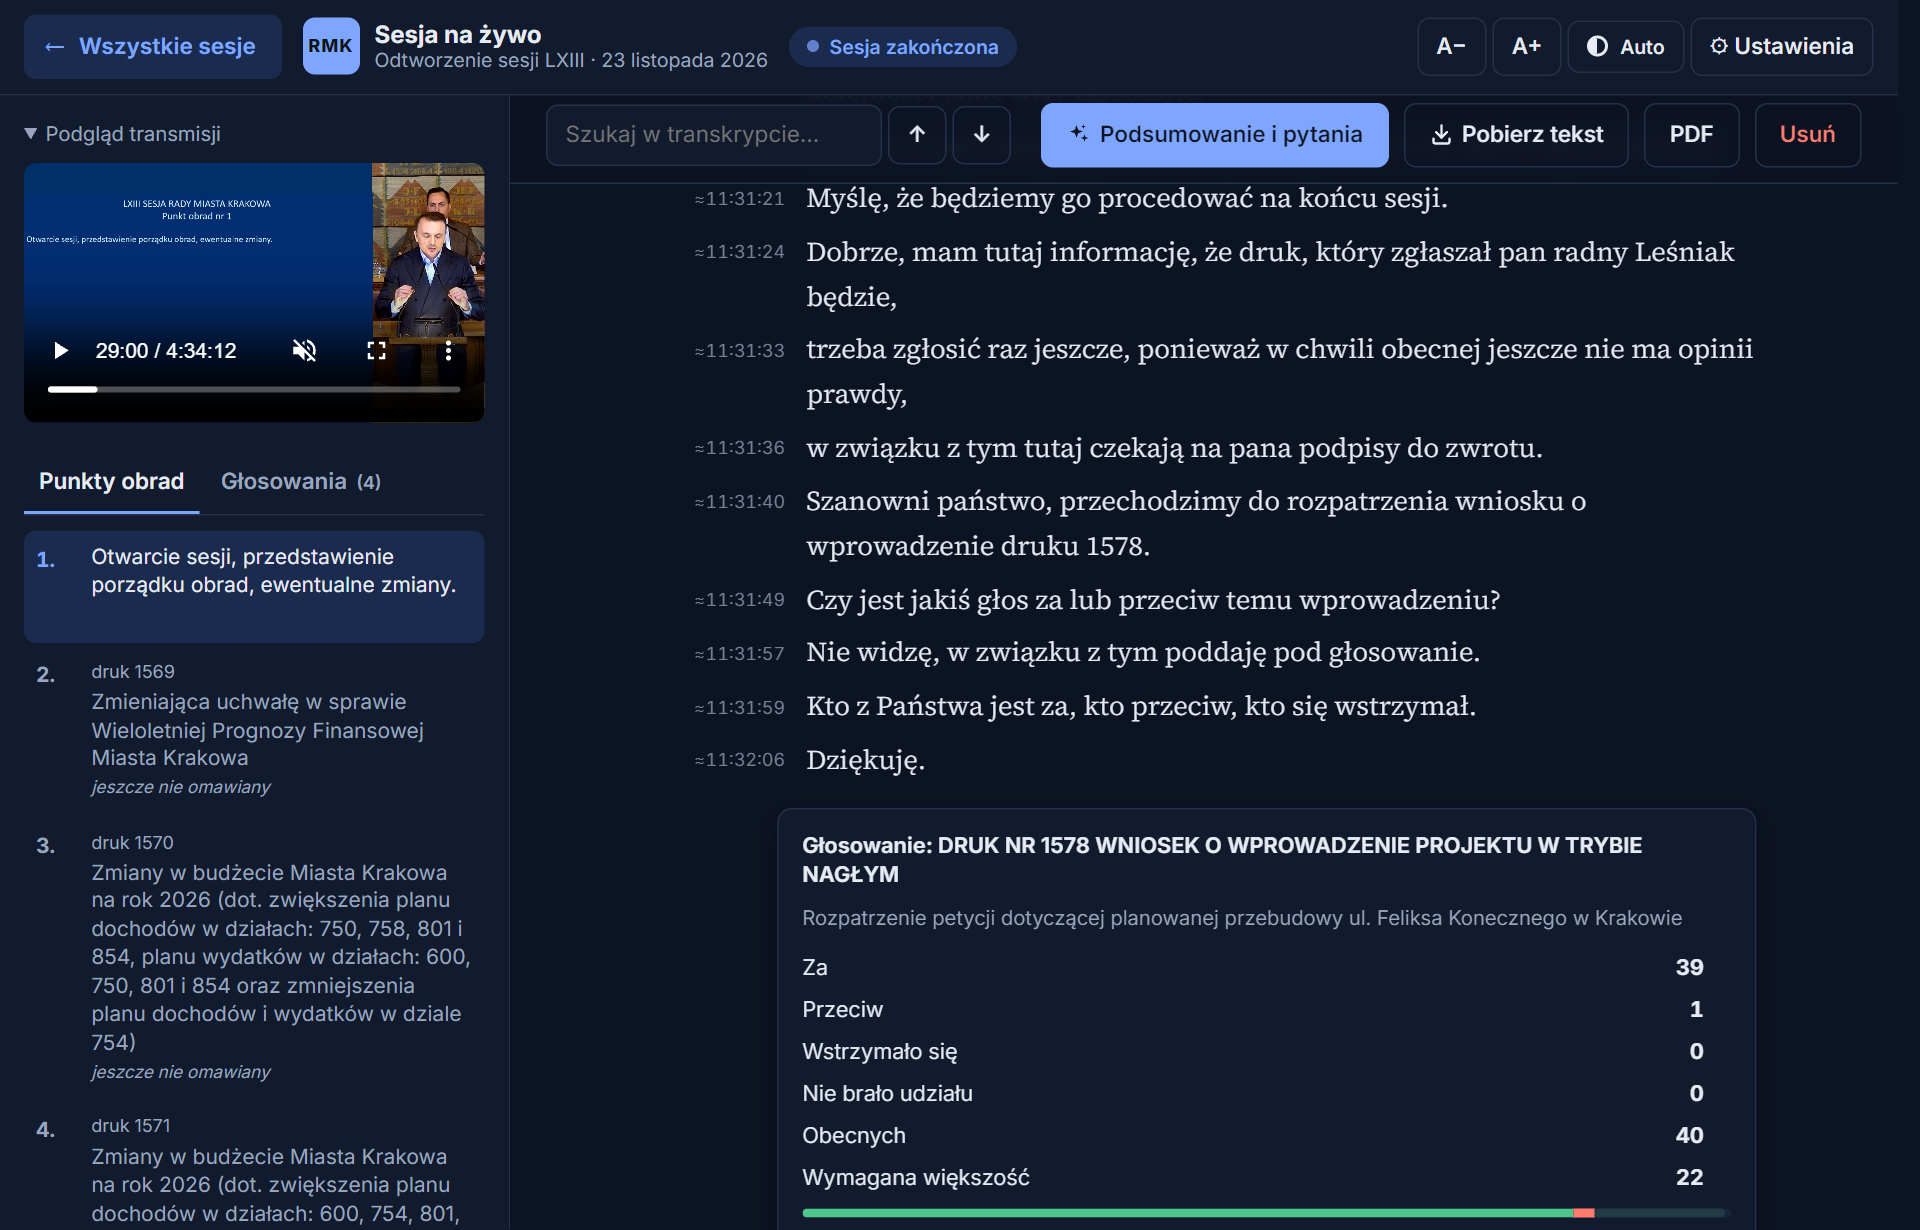 ← Wszystkie sesje
RMK
Sesja na żywo
Odtworzenie sesji LXIII · 23 listopada 2026
Sesja zakończona
A−
A+
Auto
Ustawienia
▼ Podgląd transmisji
LXIII SESJA RADY MIASTA KRAKOWA
Punkt obrad nr 1
Otwarcie sesji, przedstawienie porządku obrad, ewentualne zmiany.
29:00 / 4:34:12
Punkty obrad
Głosowania (4)
1.
Otwarcie sesji, przedstawienie
porządku obrad, ewentualne zmiany.
2.
druk 1569
Zmieniająca uchwałę w sprawie
Wieloletniej Prognozy Finansowej
Miasta Krakowa
jeszcze nie omawiany
3.
druk 1570
Zmiany w budżecie Miasta Krakowa
na rok 2026 (dot. zwiększenia planu
dochodów w działach: 750, 758, 801 i
854, planu wydatków w działach: 600,
750, 801 i 854 oraz zmniejszenia
planu dochodów i wydatków w dziale
754)
jeszcze nie omawiany
4.
druk 1571
Zmiany w budżecie Miasta Krakowa
na rok 2026 (dot. zwiększenia planu
dochodów w działach: 600, 754, 801,
Szukaj w transkrypcie...
↑
↓
Podsumowanie i pytania
Pobierz tekst
PDF
Usuń
≈11:31:21 Myślę, że będziemy go procedować na końcu sesji.
≈11:31:24 Dobrze, mam tutaj informację, że druk, który zgłaszał pan radny Leśniak
będzie,
≈11:31:33 trzeba zgłosić raz jeszcze, ponieważ w chwili obecnej jeszcze nie ma opinii
prawdy,
≈11:31:36 w związku z tym tutaj czekają na pana podpisy do zwrotu.
≈11:31:40 Szanowni państwo, przechodzimy do rozpatrzenia wniosku o
wprowadzenie druku 1578.
≈11:31:49 Czy jest jakiś głos za lub przeciw temu wprowadzeniu?
≈11:31:57 Nie widzę, w związku z tym poddaję pod głosowanie.
≈11:31:59 Kto z Państwa jest za, kto przeciw, kto się wstrzymał.
≈11:32:06 Dziękuję.
Głosowanie: DRUK NR 1578 WNIOSEK O WPROWADZENIE PROJEKTU W TRYBIE
NAGŁYM
Rozpatrzenie petycji dotyczącej planowanej przebudowy ul. Feliksa Konecznego w Krakowie
Za 39
Przeciw 1
Wstrzymało się 0
Nie brało udziału 0
Obecnych 40
Wymagana większość 22